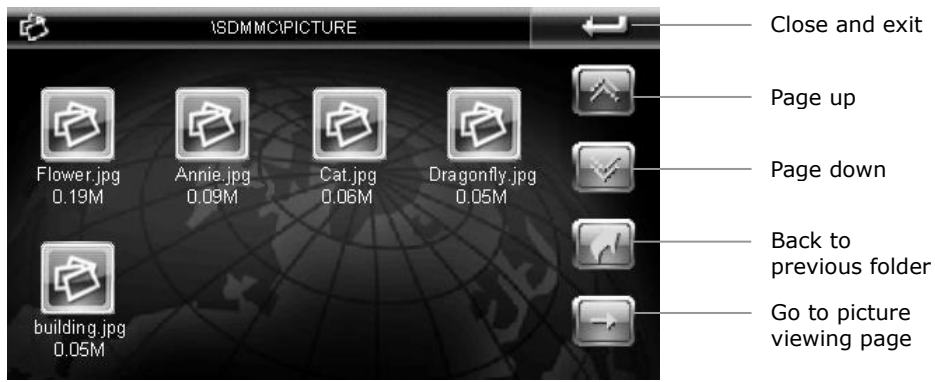 \SDMMC\PICTURE
Close and exit
Page up
Flower.jpg Annie.jpg Cat.jpg Dragonfly.jpg
0.19M 0.09M 0.06M 0.05M
Page down
Back to
previous folder
building.jpg
0.05M
Go to picture
viewing page